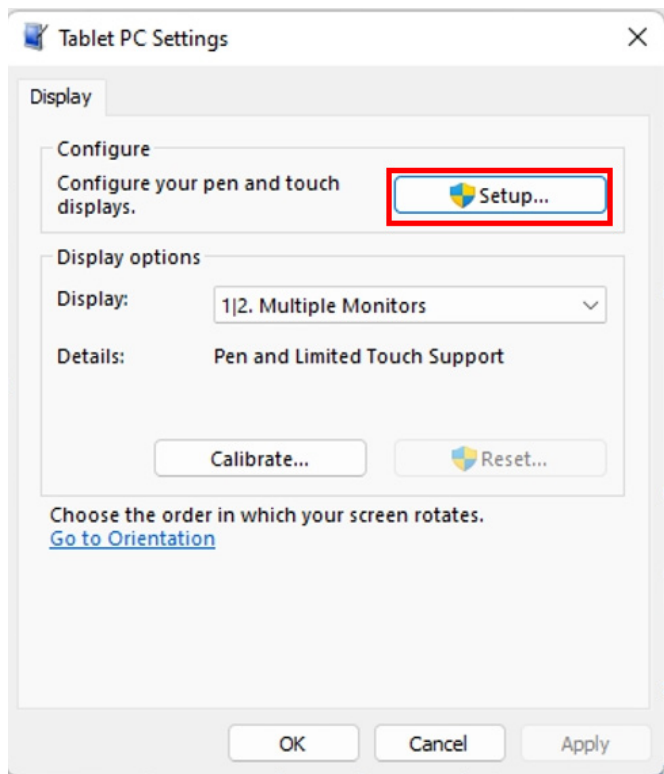 Tablet PC Settings
Display
Configure
Configure your pen and touch
displays.
Setup...
Display options
Display:
1|2. Multiple Monitors
Details:
Pen and Limited Touch Support
Calibrate...
Reset...
Choose the order in which your screen rotates.
Go to Orientation
OK
Cancel
Apply